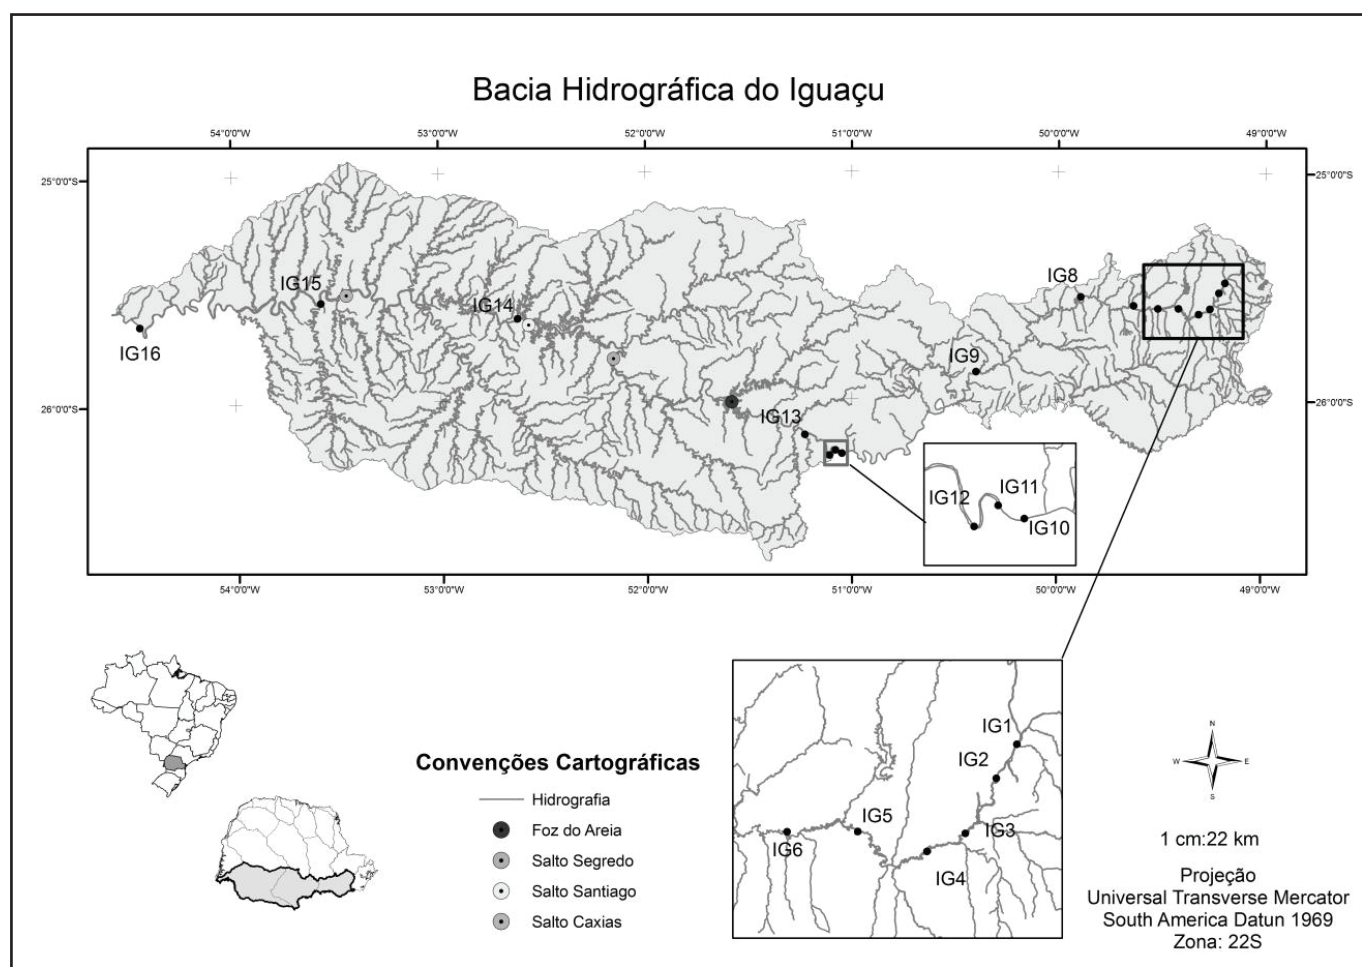 Bacia Hidrográfica do Iguaçu
54°0'0"W 53°0'0"W 52°0'0"W 51°0'0"W 50°0'0"W 49°0'0"W
25°0'0"S 25°0'0"S
IG8
IG15
IG14
IG16
IG9
26°0'0"S 26°0'0"S
IG13
IG12 IG11
IG10
54°0'0"W 53°0'0"W 52°0'0"W 51°0'0"W 50°0'0"W 49°0'0"W
IG1
IG2
IG5
IG3
IG6
IG4
Convenções Cartográficas
Hidrografia
Foz do Areia
Salto Segredo
Salto Santiago
Salto Caxias
N
W E
S
1 cm:22 km
Projeção
Universal Transverse Mercator
South America Datun 1969
Zona: 22S